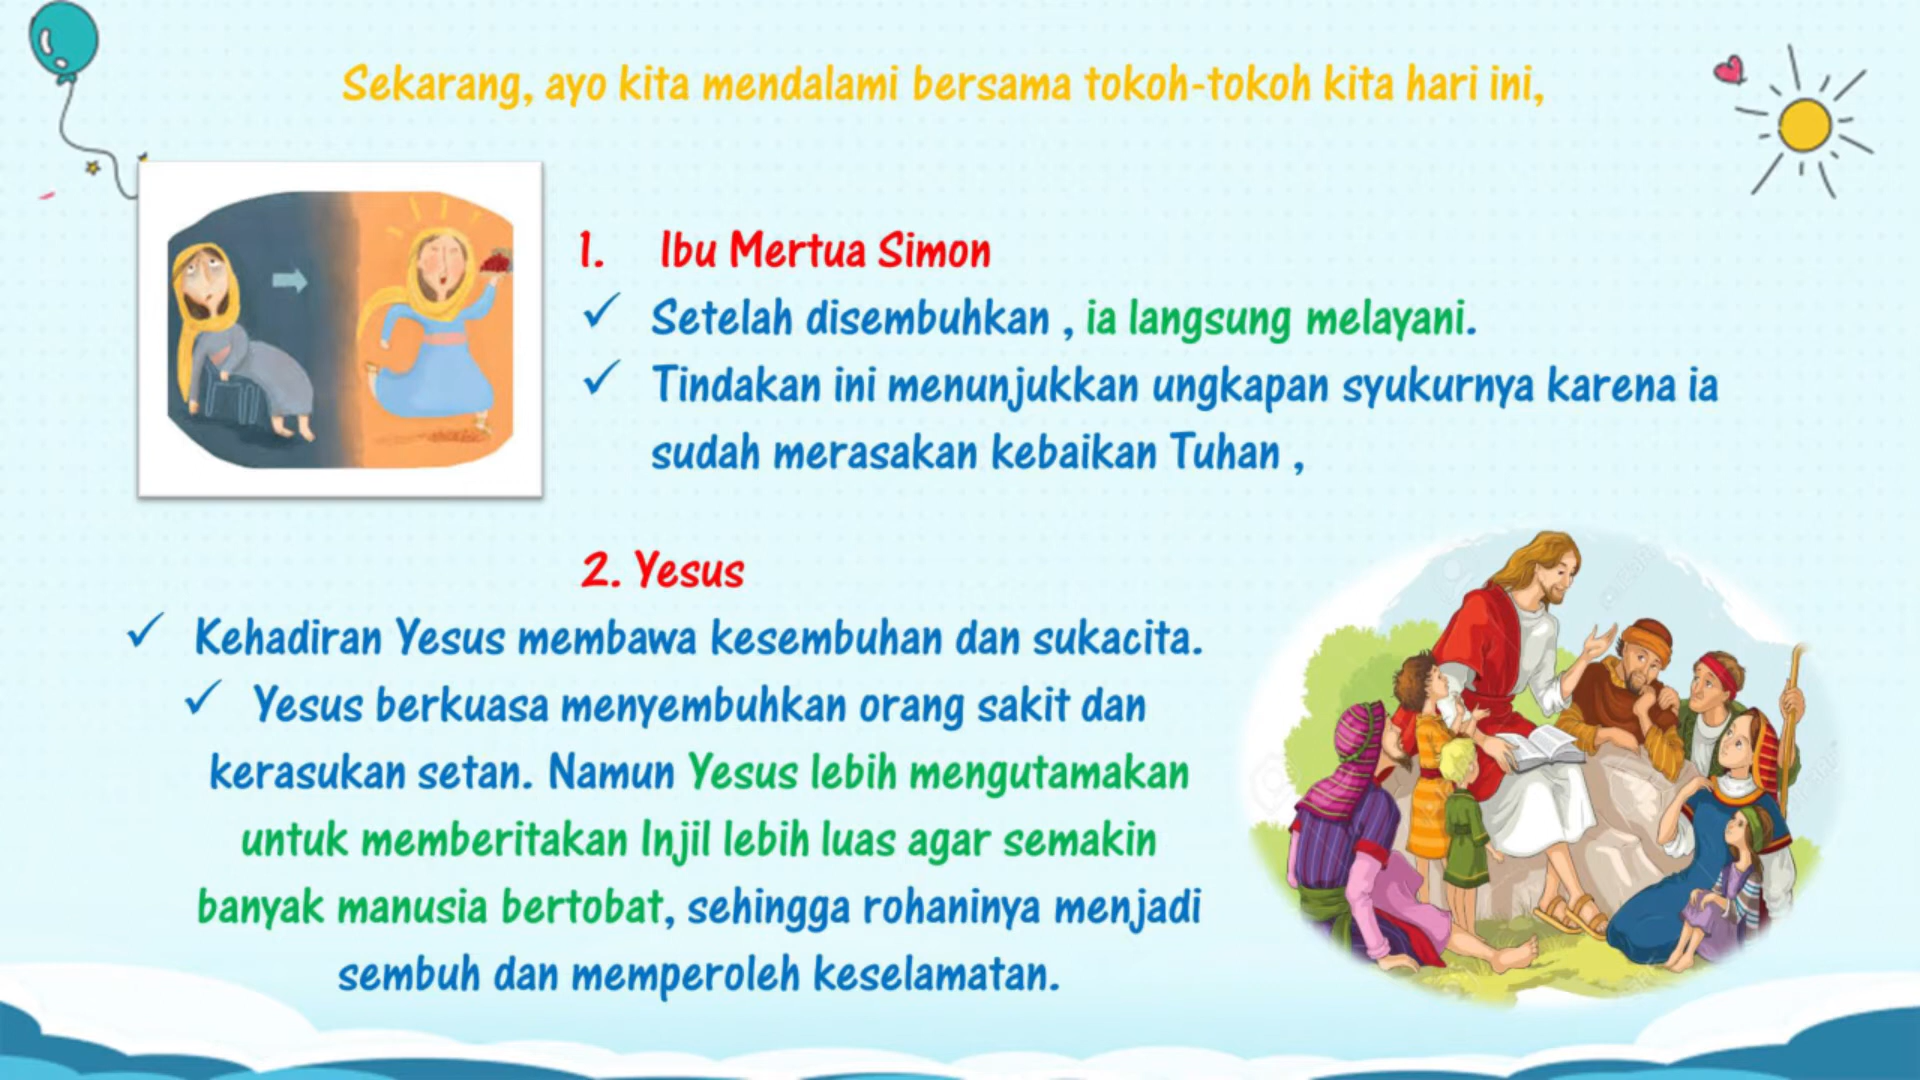 Sekarang, ayo kita mendalami bersama tokoh-tokoh kita hari ini,
1. Ibu Mertua Simon
✓ Setelah disembuhkan , ia langsung melayani.
✓ Tindakan ini menunjukkan ungkapan syukurnya karena ia
sudah merasakan kebaikan Tuhan ,
2. Yesus
✓ Kehadiran Yesus membawa kesembuhan dan sukacita.
✓ Yesus berkuasa menyembuhkan orang sakit dan
kerasukan setan. Namun Yesus lebih mengutamakan
untuk memberitakan Injil lebih luas agar semakin
banyak manusia bertobat, sehingga rohaninya menjadi
sembuh dan memperoleh keselamatan.